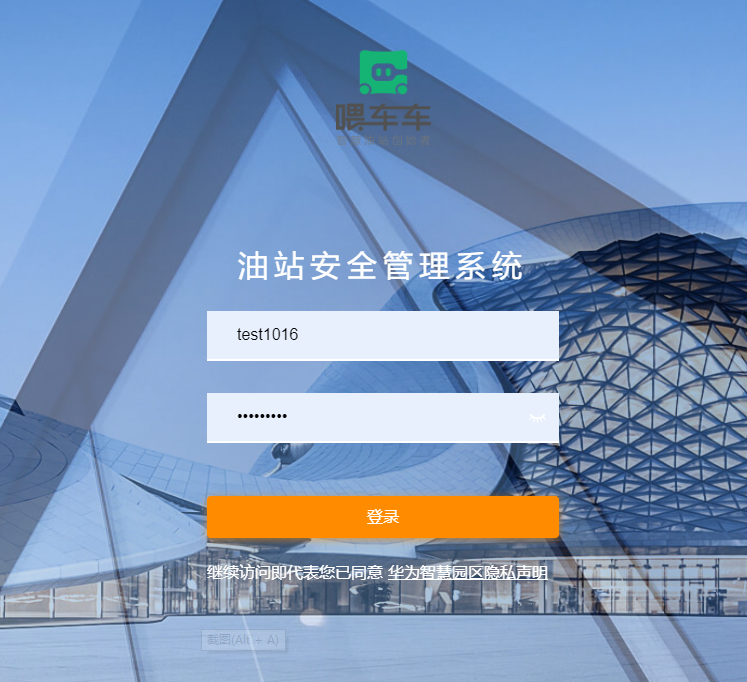 喂车车
油站安全管理系统
test1016
•••••••••
登录
继续访问即代表您已同意 华为智慧园区隐私声明
截图(Alt + A)